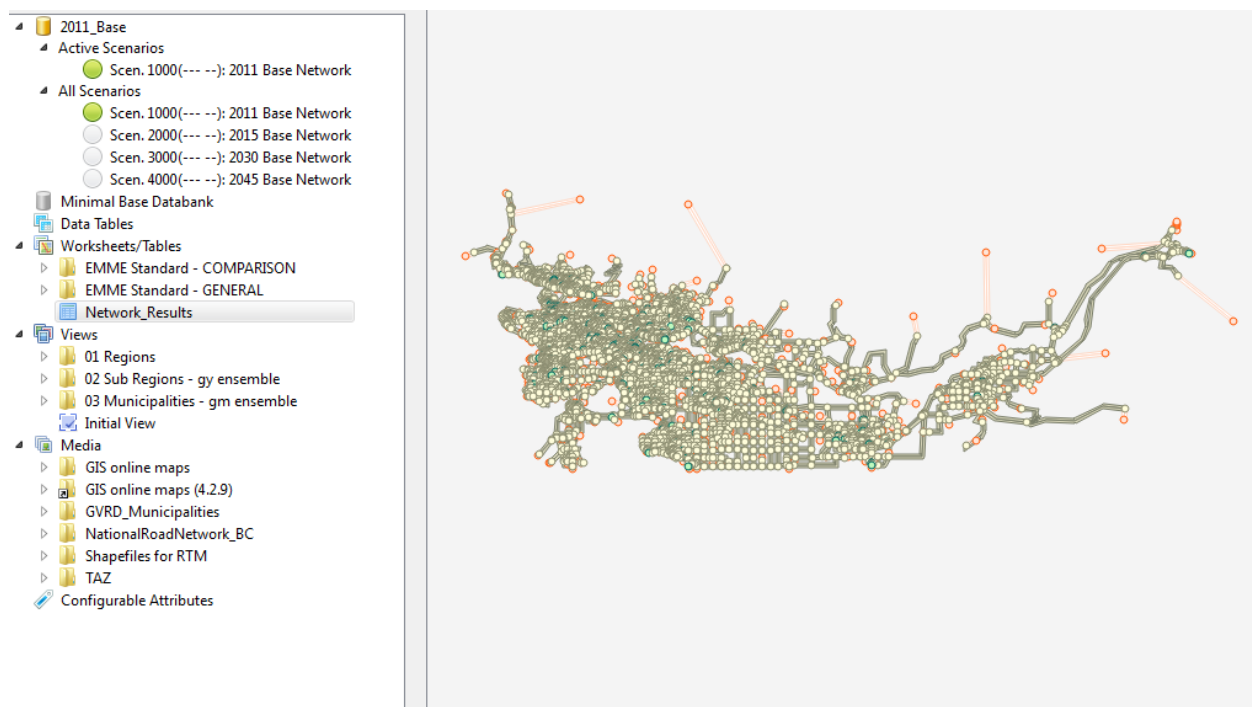 2011_Base
Active Scenarios
Scen. 1000(--- --): 2011 Base Network
All Scenarios
Scen. 1000(--- --): 2011 Base Network
Scen. 2000(--- --): 2015 Base Network
Scen. 3000(--- --): 2030 Base Network
Scen. 4000(--- --): 2045 Base Network
Minimal Base Databank
Data Tables
Worksheets/Tables
EMME Standard - COMPARISON
EMME Standard - GENERAL
Network_Results
Views
01 Regions
02 Sub Regions - gy ensemble
03 Municipalities - gm ensemble
Initial View
Media
GIS online maps
GIS online maps (4.2.9)
GVRD_Municipalities
NationalRoadNetwork_BC
Shapefiles for RTM
TAZ
Configurable Attributes